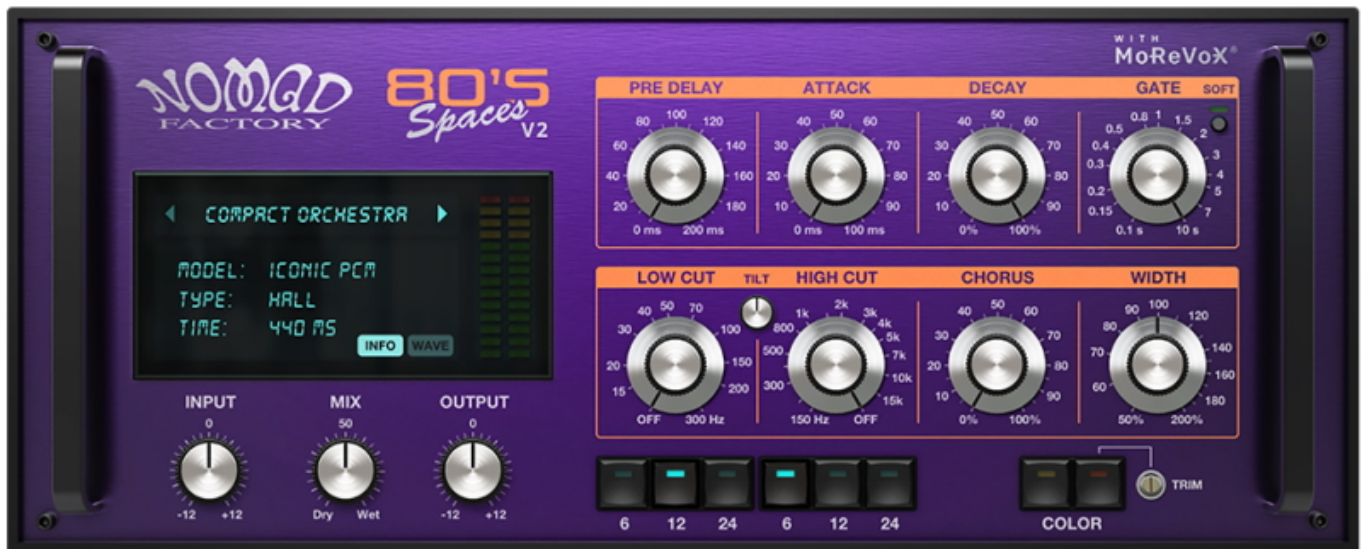 WITH
MoReVoX®
NOMAD
FACTORY
80'S
Spaces
V2
PRE DELAY ATTACK DECAY GATE SOFT
80 100 120 60 140 40 160 20 180 0 ms 200 ms
40 50 60 30 70 20 80 10 90 0 ms 100 ms
40 50 60 30 70 20 80 10 90 0% 100%
0.8 1 1.5 0.5 2 0.4 3 0.3 4 0.2 5 0.15 7 0.1 s 10 s
COMPACT ORCHESTRA
MODEL: ICONIC PCM
TYPE: HALL
TIME: 440 MS
INFO WAVE
LOW CUT TILT HIGH CUT CHORUS WIDTH
40 50 70 30 100 20 150 15 200 OFF 300 Hz
2k 1k 3k 800 4k 5k 500 7k 300 10k 15k 150 Hz OFF
40 50 60 30 70 20 80 10 90 0% 100%
90 100 120 80 70 140 60 160 180 50% 200%
INPUT MIX OUTPUT
0 50 0
-12 +12 Dry Wet -12 +12
6 12 24 6 12 24
COLOR
TRIM